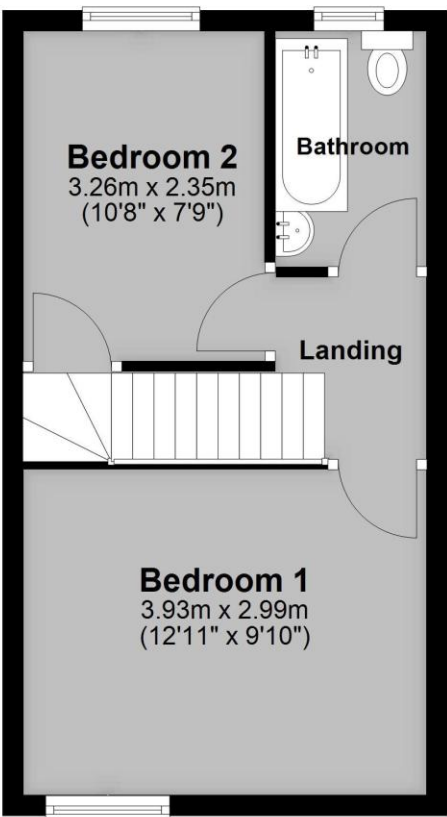 Bedroom 2
3.26m x 2.35m
(10'8" x 7'9")
Bathroom
Landing
Bedroom 1
3.93m x 2.99m
(12'11" x 9'10")